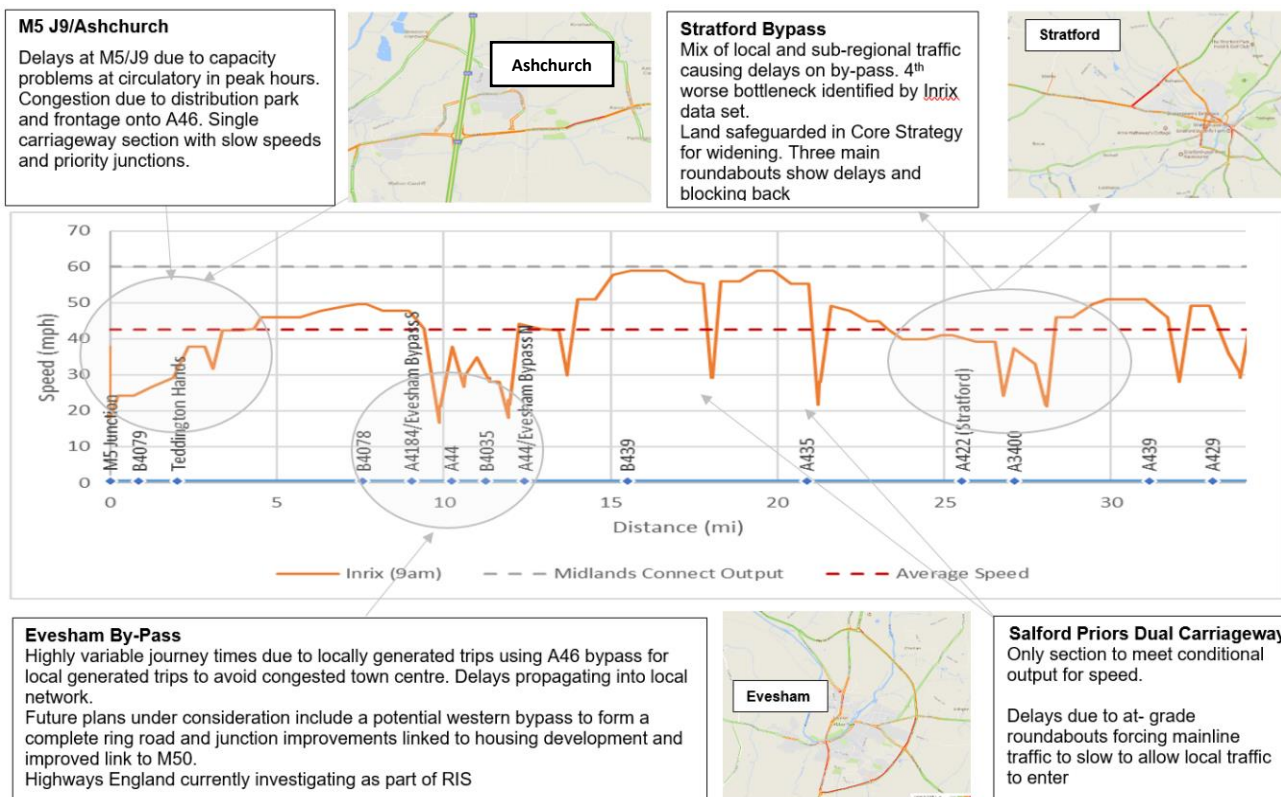 M5 J9/Ashchurch
Delays at M5/J9 due to capacity
problems at circulatory in peak hours.
Congestion due to distribution park
and frontage onto A46. Single
carriageway section with slow speeds
and priority junctions.
Ashchurch
Stratford Bypass
Mix of local and sub-regional traffic
causing delays on by-pass. 4th
worse bottleneck identified by Inrix
data set.
Land safeguarded in Core Strategy
for widening. Three main
roundabouts show delays and
blocking back
Stratford
70
60
50
40
30
20
10
0
Speed (mph)
M5 Junction
B4079
Teddington Hands
B4078
A4184/Evesham Bypass S
A44
B4035
A44/Evesham Bypass N
B439
A435
A422 (Stratford)
A3400
A439
A429
0 5 10 15 20 25 30
Distance (mi)
Inrix (9am) Midlands Connect Output Average Speed
Evesham By-Pass
Highly variable journey times due to locally generated trips using A46 bypass for
local generated trips to avoid congested town centre. Delays propagating into local
network.
Future plans under consideration include a potential western bypass to form a
complete ring road and junction improvements linked to housing development and
improved link to M50.
Highways England currently investigating as part of RIS
Evesham
Salford Priors Dual Carriageway
Only section to meet conditional
output for speed.
Delays due to at- grade
roundabouts forcing mainline
traffic to slow to allow local traffic
to enter